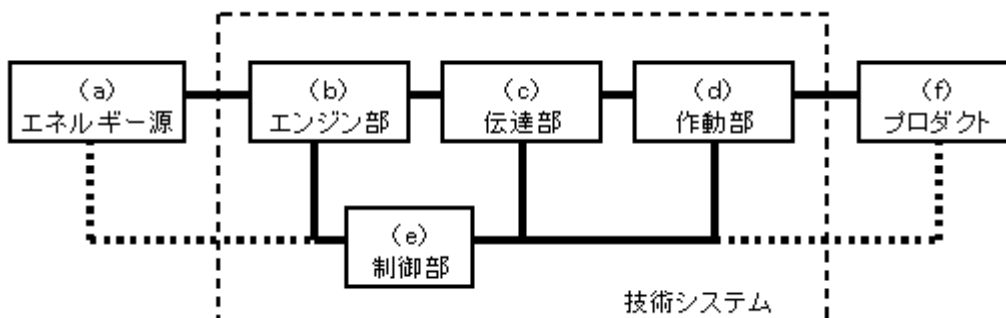 (a)
エネルギー源
(b)
エンジン部
(c)
伝達部
(d)
作動部
(f)
プロダクト
(e)
制御部
技術システム